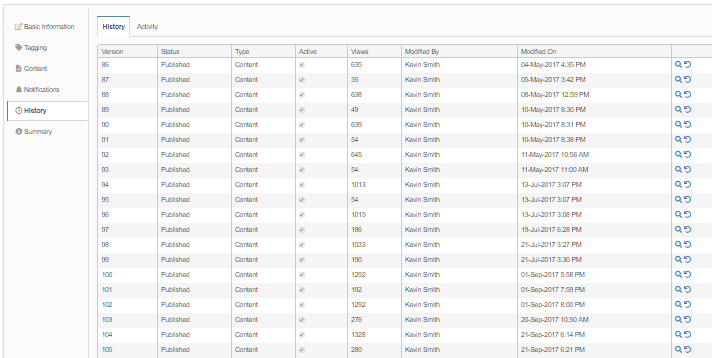 Basic Information
Tagging
Content
Notifications
History
Summary
History Activity
Version Status Type Active Views Modified By Modified On
86 Published Content 635 Kevin Smith 04-May-2017 4:35 PM
87 Published Content 35 Kevin Smith 05-May-2017 3:42 PM
88 Published Content 638 Kevin Smith 08-May-2017 12:59 PM
89 Published Content 49 Kevin Smith 10-May-2017 8:30 PM
90 Published Content 639 Kevin Smith 10-May-2017 8:31 PM
91 Published Content 54 Kevin Smith 10-May-2017 8:38 PM
92 Published Content 645 Kevin Smith 11-May-2017 10:56 AM
93 Published Content 54 Kevin Smith 11-May-2017 11:00 AM
94 Published Content 1013 Kevin Smith 13-Jul-2017 3:07 PM
95 Published Content 54 Kevin Smith 13-Jul-2017 3:07 PM
96 Published Content 1015 Kevin Smith 13-Jul-2017 3:08 PM
97 Published Content 186 Kevin Smith 19-Jul-2017 6:28 PM
98 Published Content 1033 Kevin Smith 21-Jul-2017 3:27 PM
99 Published Content 190 Kevin Smith 21-Jul-2017 3:30 PM
100 Published Content 1292 Kevin Smith 01-Sep-2017 5:58 PM
101 Published Content 192 Kevin Smith 01-Sep-2017 7:59 PM
102 Published Content 1292 Kevin Smith 01-Sep-2017 8:00 PM
103 Published Content 276 Kevin Smith 20-Sep-2017 10:50 AM
104 Published Content 1328 Kevin Smith 21-Sep-2017 6:14 PM
105 Published Content 280 Kevin Smith 21-Sep-2017 6:21 PM